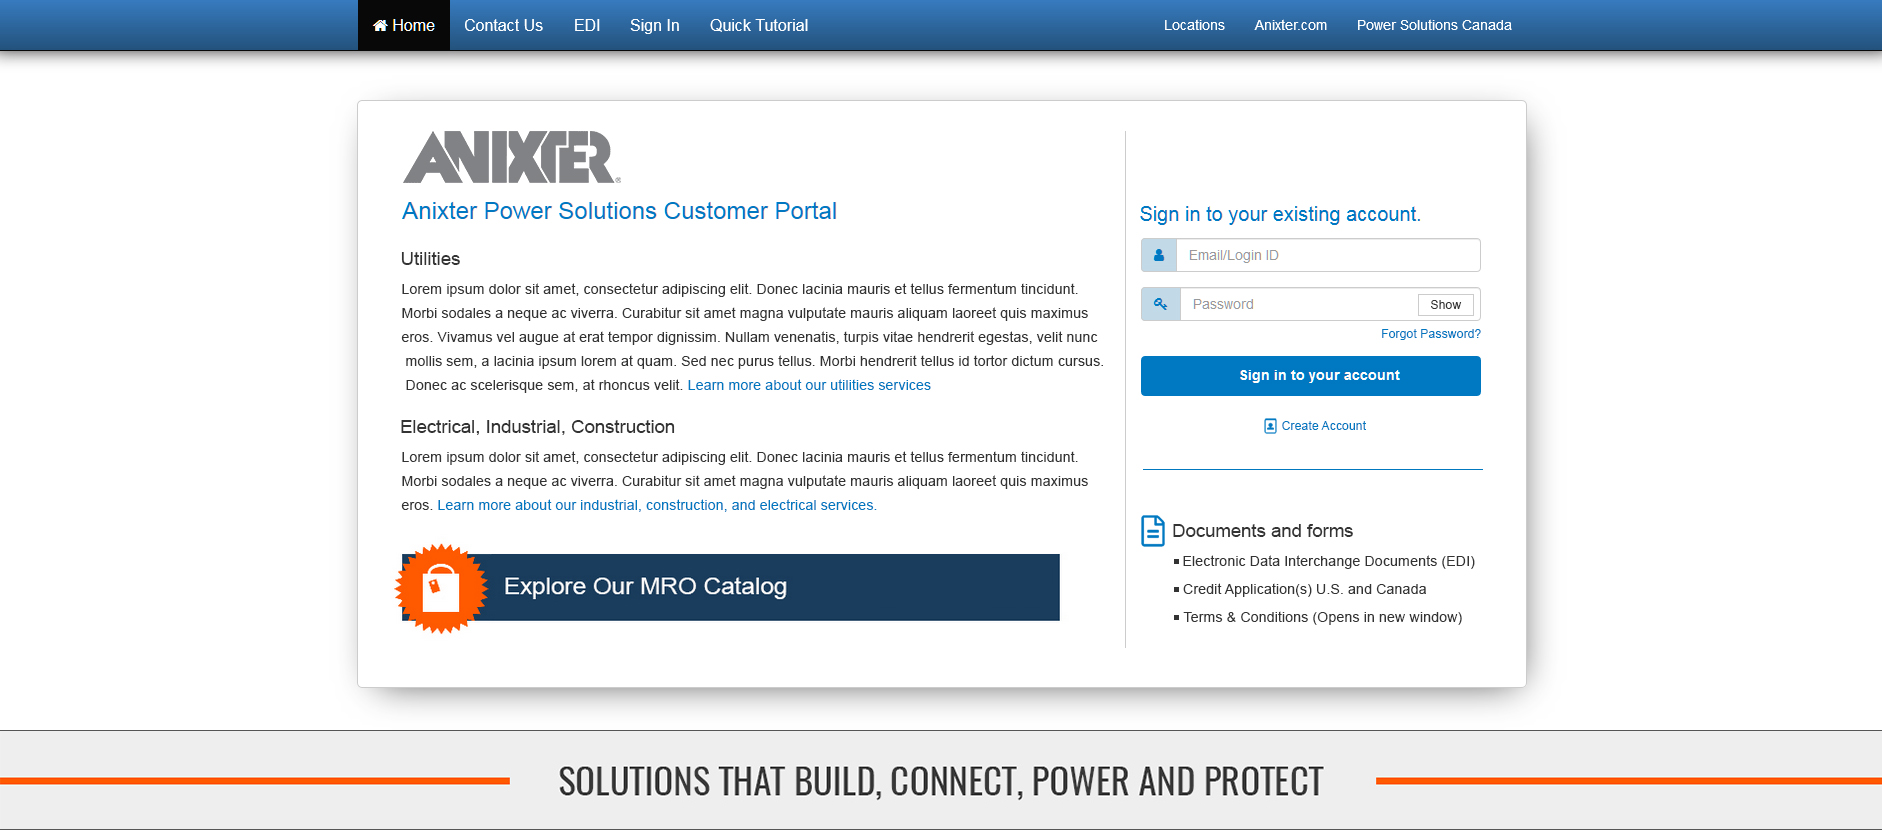 Home Contact Us EDI Sign In Quick Tutorial Locations Anixter.com Power Solutions Canada
ANIXTER®
Anixter Power Solutions Customer Portal
Utilities
Lorem ipsum dolor sit amet, consectetur adipiscing elit. Donec lacinia mauris et tellus fermentum tincidunt.
Morbi sodales a neque ac viverra. Curabitur sit amet magna vulputate mauris aliquam laoreet quis maximus
eros. Vivamus vel augue at erat tempor dignissim. Nullam venenatis, turpis vitae hendrerit egestas, velit nunc
mollis sem, a lacinia ipsum lorem at quam. Sed nec purus tellus. Morbi hendrerit tellus id tortor dictum cursus.
Donec ac scelerisque sem, at rhoncus velit. Learn more about our utilities services
Electrical, Industrial, Construction
Lorem ipsum dolor sit amet, consectetur adipiscing elit. Donec lacinia mauris et tellus fermentum tincidunt.
Morbi sodales a neque ac viverra. Curabitur sit amet magna vulputate mauris aliquam laoreet quis maximus
eros. Learn more about our industrial, construction, and electrical services.
Explore Our MRO Catalog
Sign in to your existing account.
Email/Login ID
Password Show
Forgot Password?
Sign in to your account
Create Account
Documents and forms
▪ Electronic Data Interchange Documents (EDI)
▪ Credit Application(s) U.S. and Canada
▪ Terms & Conditions (Opens in new window)
SOLUTIONS THAT BUILD, CONNECT, POWER AND PROTECT